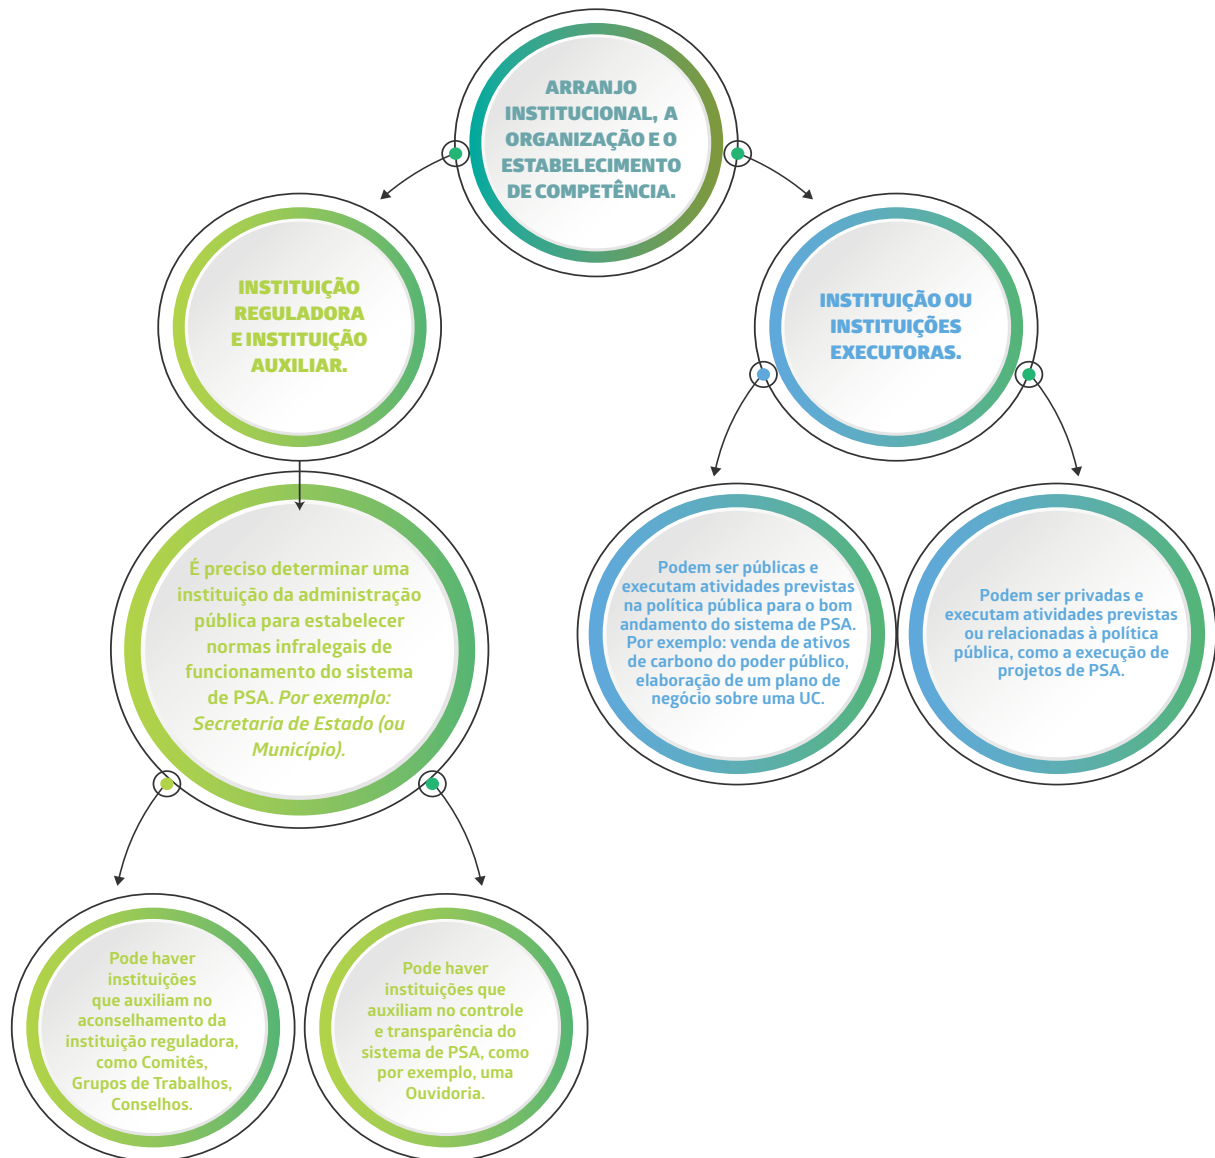 ARRANJO
INSTITUCIONAL, A
ORGANIZAÇÃO E O
ESTABELECIMENTO
DE COMPETÊNCIA.
INSTITUIÇÃO
REGULADORA
E INSTITUIÇÃO
AUXILIAR.
INSTITUIÇÃO OU
INSTITUIÇÕES
EXECUTORAS.
É preciso determinar uma
instituição da administração
pública para estabelecer
normas infralegais de
funcionamento do sistema
de PSA. Por exemplo:
Secretaria de Estado (ou
Município).
Podem ser públicas e
executam atividades previstas
na política pública para o bom
andamento do sistema de PSA.
Por exemplo: venda de ativos
de carbono do poder público,
elaboração de um plano de
negócio sobre uma UC.
Podem ser privadas e
executam atividades previstas
ou relacionadas à política
pública, como a execução de
projetos de PSA.
Pode haver
instituições
que auxiliam no
aconselhamento da
instituição reguladora,
como Comitês,
Grupos de Trabalhos,
Conselhos.
Pode haver
instituições que
auxiliam no controle
e transparência do
sistema de PSA, como
por exemplo, uma
Ouvidoria.